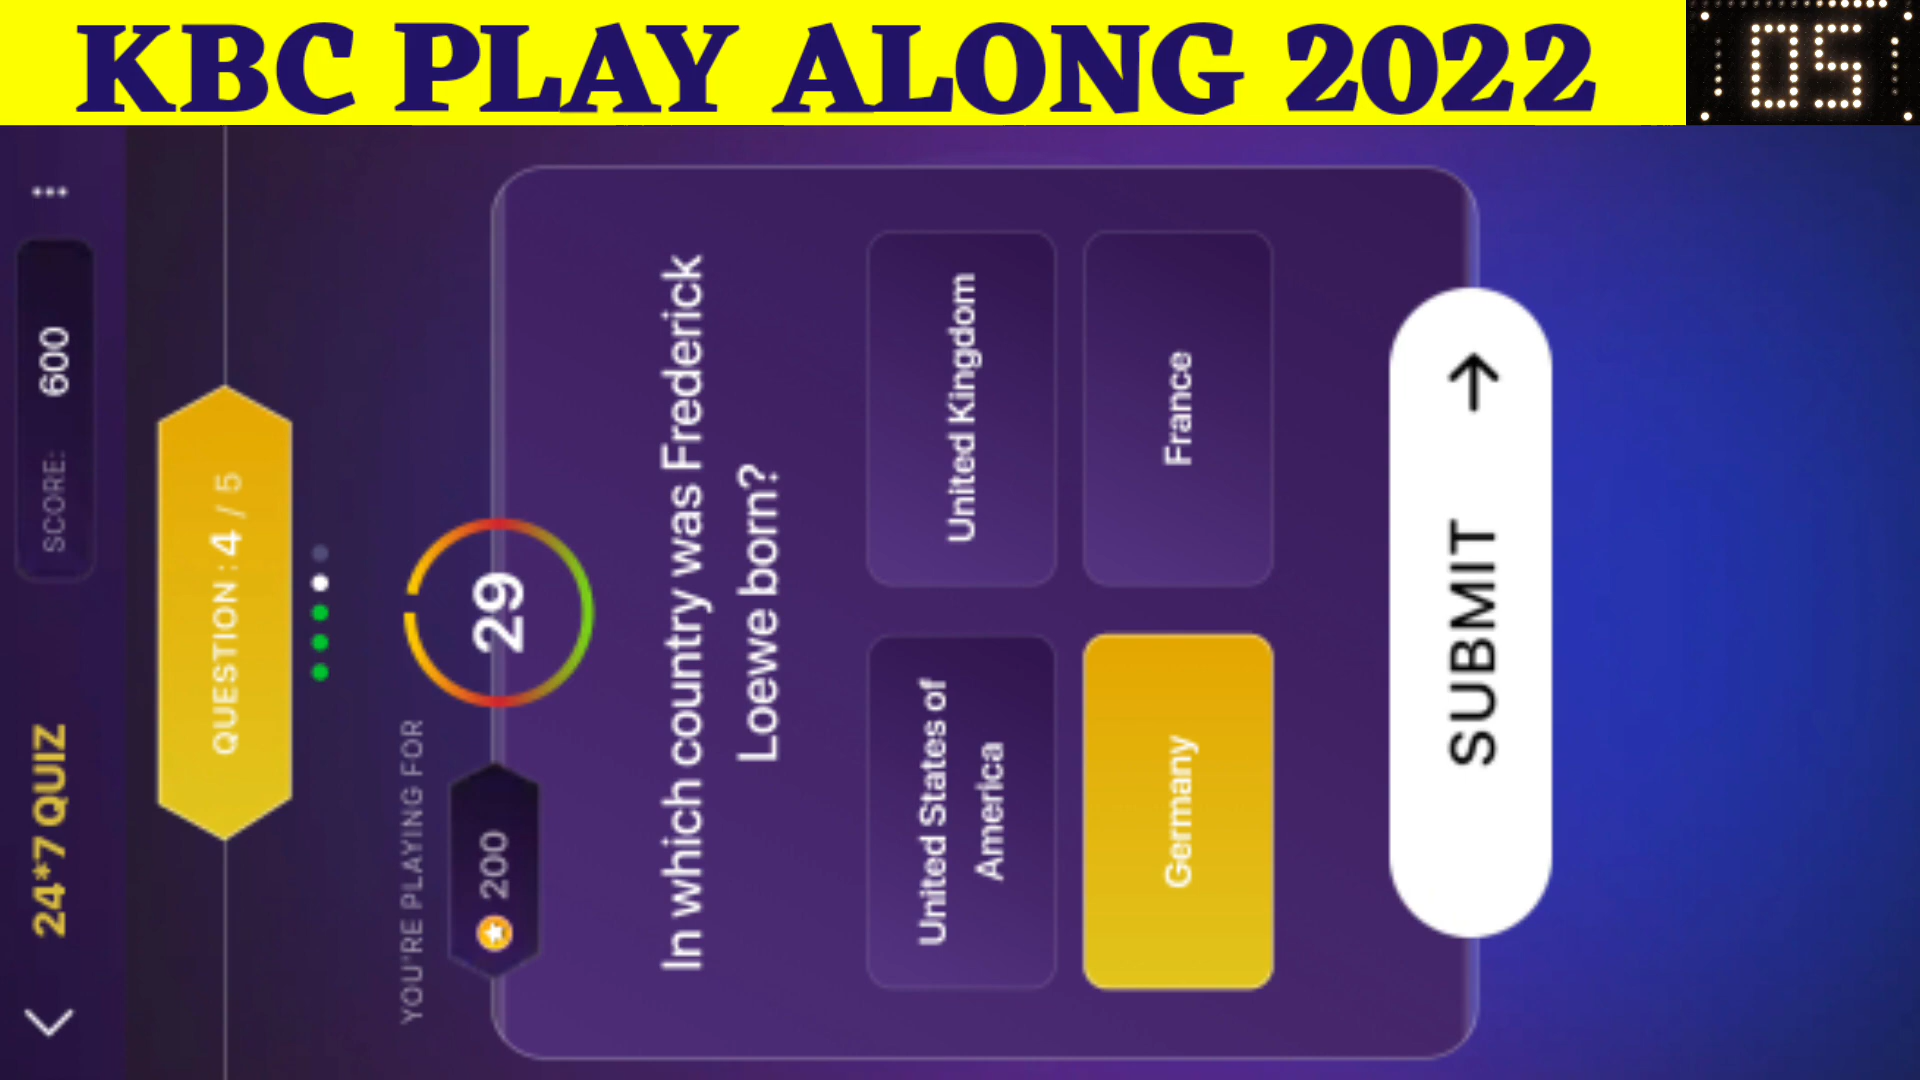 KBC PLAY ALONG 2022
05
24*7 QUIZ
SCORE: 600
QUESTION : 4 / 5
YOU'RE PLAYING FOR
200
29
In which country was Frederick
Loewe born?
United States of
America
United Kingdom
Germany
France
SUBMIT